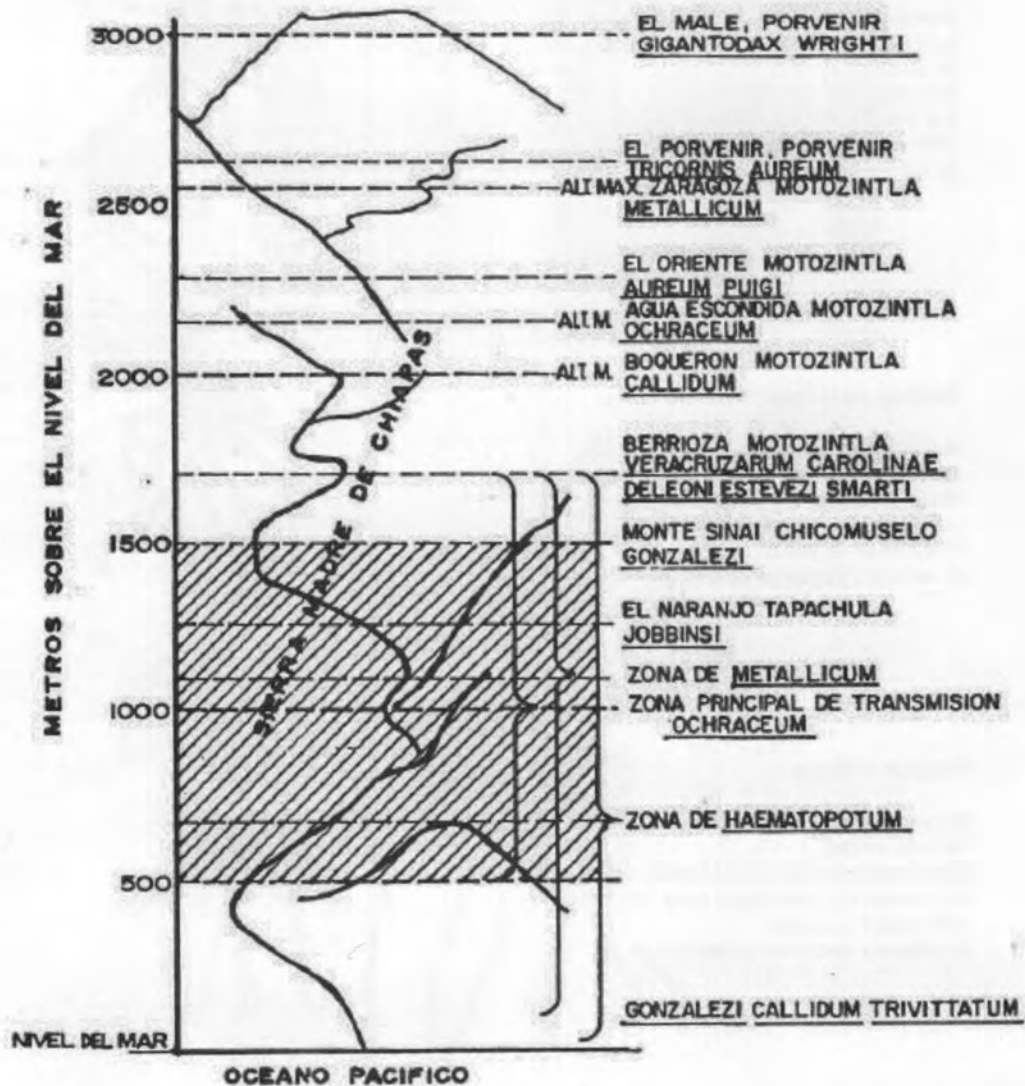 3000
EL MALE, PORVENIR
GIGANTODAX WRIGHTI
EL PORVENIR, PORVENIR
TRICORNIS AUREUM
2500
ALT. MAX. ZARAGOZA MOTOZINTLA
METALLICUM
EL ORIENTE MOTOZINTLA
AUREUM PUIGI
ALT. M. AGUA ESCONDIDA MOTOZINTLA
OCHRACEUM
2000
ALT. M. BOQUERON MOTOZINTLA
CALLIDUM
BERRIOZA MOTOZINTLA
VERACRUZARUM CAROLINAE
DELEONI ESTEVEZI SMARTI
1500
MONTE SINAI CHICOMUSELO
GONZALEZI
EL NARANJO TAPACHULA
JOBBINSI
ZONA DE METALLICUM
1000
ZONA PRINCIPAL DE TRANSMISION
OCHRACEUM
ZONA DE HAEMATOPOTUM
500
GONZALEZI CALLIDUM TRIVITTATUM
NIVEL DEL MAR
OCEANO PACIFICO
METROS SOBRE EL NIVEL DEL MAR
SIERRA MADRE DE CHIAPAS